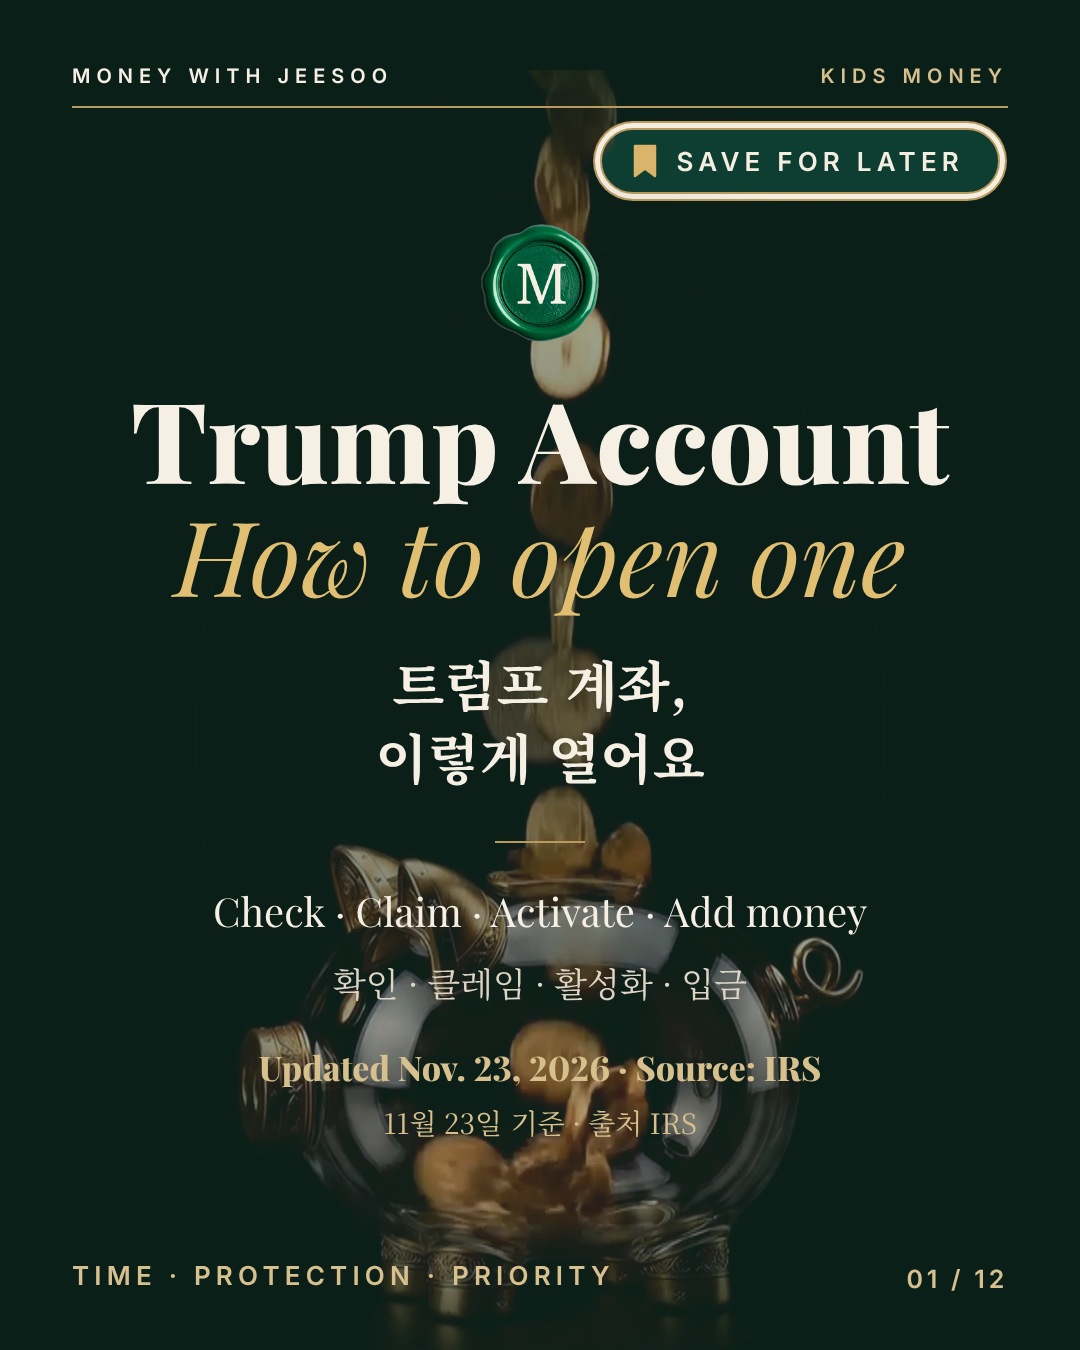 MONEY WITH JEESOO
KIDS MONEY
SAVE FOR LATER
M
Trump Account
How to open one
트럼프 계좌,
이렇게 열어요
Check · Claim · Activate · Add money
확인 · 클레임 · 활성화 · 입금
Updated Nov. 23, 2026 · Source: IRS
11월 23일 기준 · 출처 IRS
TIME · PROTECTION · PRIORITY
01 / 12